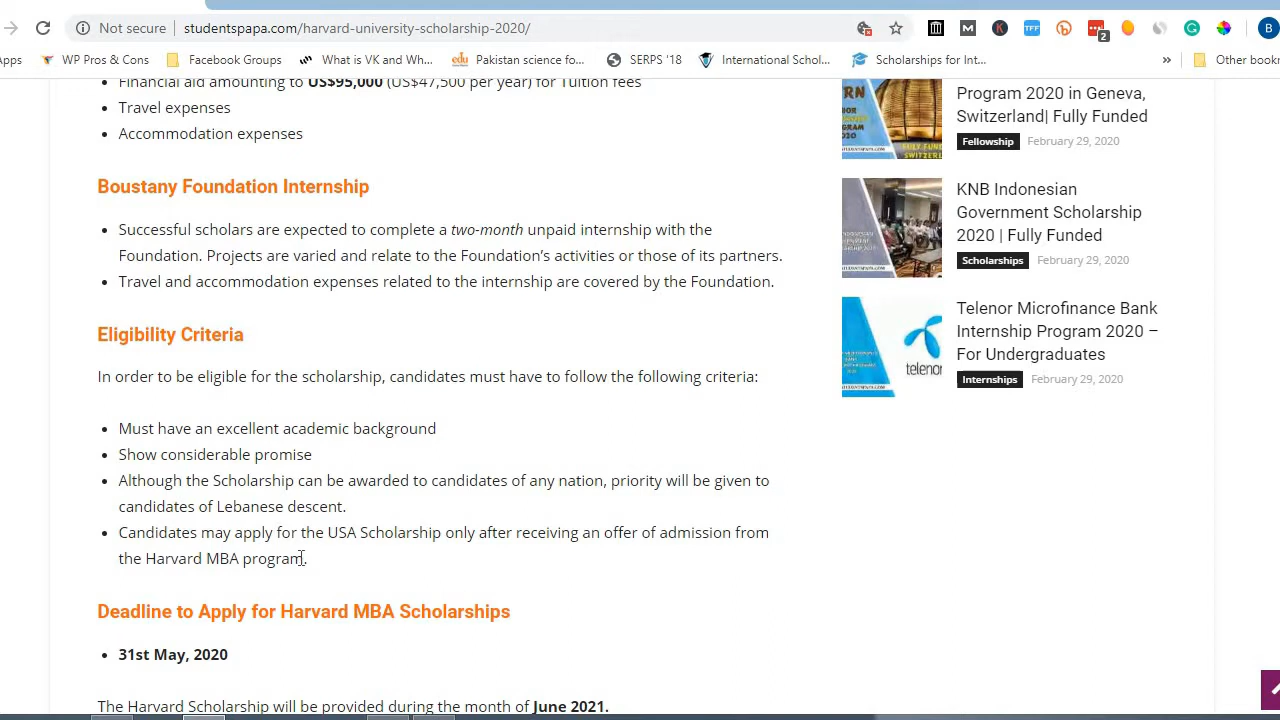 Not secure studentspapa.com/harvard-univenrity-scholarship-2020/
M K TFF b 2 G B
Apps WP Pros & Cons Facebook Groups What is VK and Wh... edu Pakistan science fo... SERPS '18 International Schol... Scholarships for Int... » Other bookm
Financial aid amounting to US$95,000 (US$47,500 per year) for Tuition fees
Travel expenses
Accommodation expenses
Boustany Foundation Internship
Successful scholars are expected to complete a two-month unpaid internship with the
Foundation. Projects are varied and relate to the Foundation's activities or those of its partners.
Travel and accommodation expenses related to the internship are covered by the Foundation.
Eligibility Criteria
In order to be eligible for the scholarship, candidates must have to follow the following criteria:
Must have an excellent academic background
Show considerable promise
Although the Scholarship can be awarded to candidates of any nation, priority will be given to
candidates of Lebanese descent.
Candidates may apply for the USA Scholarship only after receiving an offer of admission from
the Harvard MBA program.
Deadline to Apply for Harvard MBA Scholarships
31st May, 2020
The Harvard Scholarship will be provided during the month of June 2021.
Program 2020 in Geneva,
Switzerland| Fully Funded
Fellowship February 29, 2020
KNB Indonesian
Government Scholarship
2020 | Fully Funded
Scholarships February 29, 2020
telenor
Telenor Microfinance Bank
Internship Program 2020 –
For Undergraduates
Internships February 29, 2020